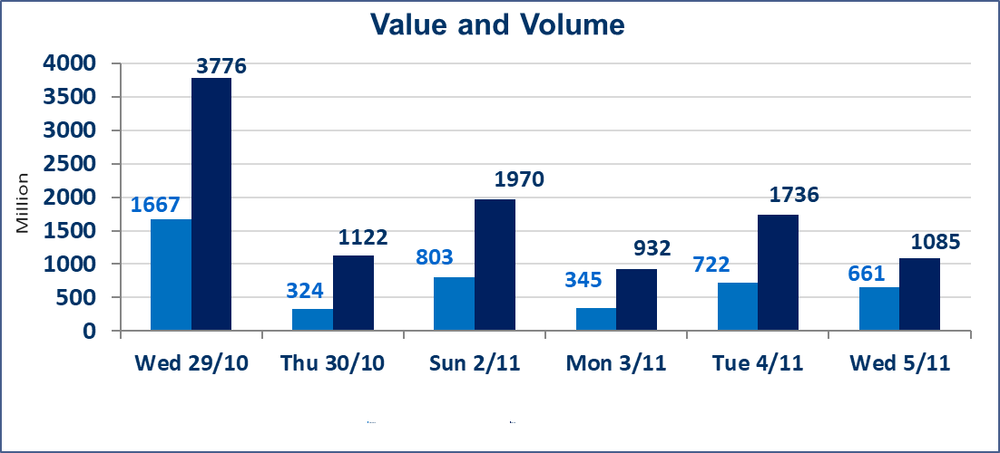 Value and Volume
Million
4000
3500
3000
2500
2000
1500
1000
500
0
1667
3776
324
1122
803
1970
345
932
722
1736
661
1085
Wed 29/10
Thu 30/10
Sun 2/11
Mon 3/11
Tue 4/11
Wed 5/11